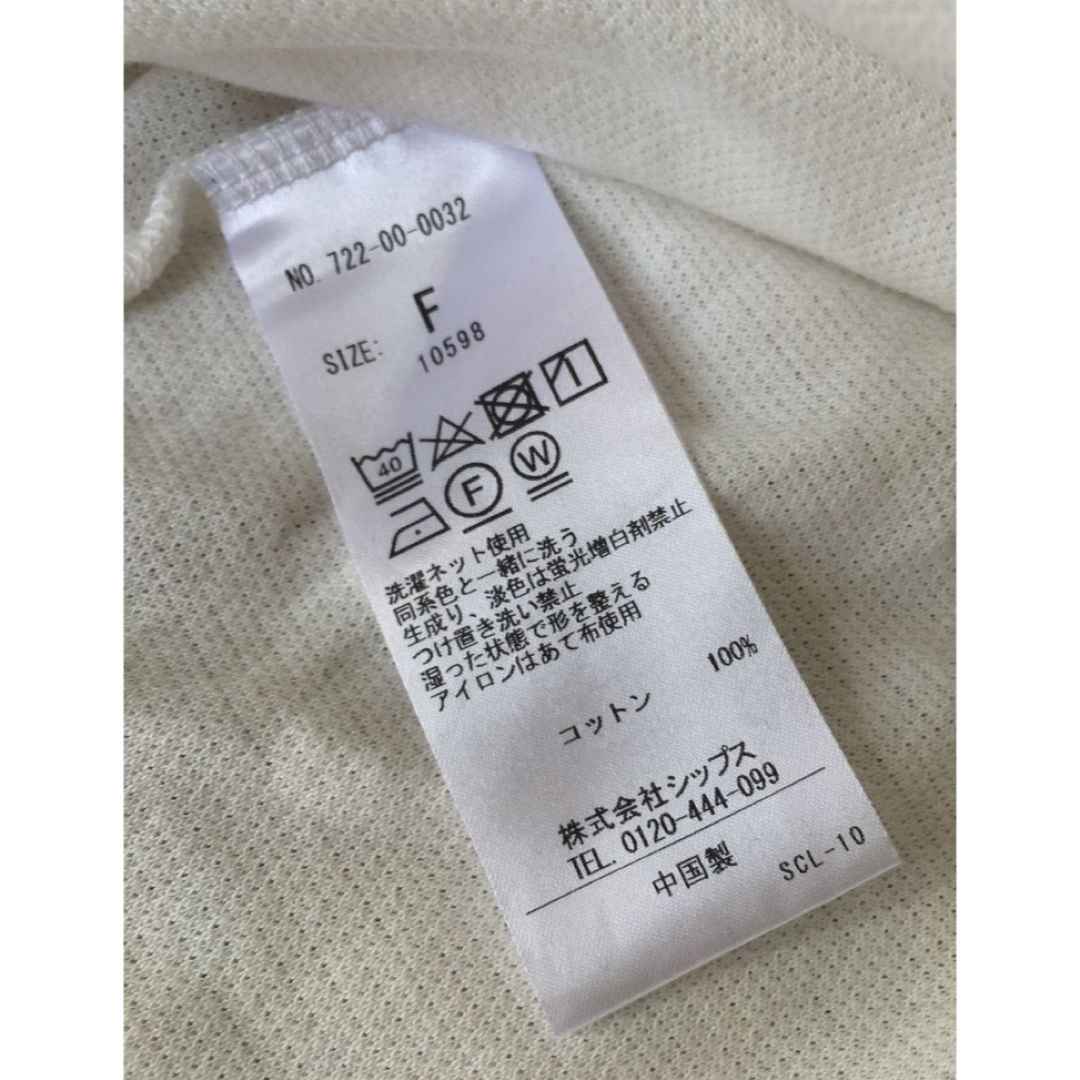 NO. 722-00-0032
SIZE: F
10598
40
F W
洗濯ネット使用
同系色と一緒に洗う
生成り、淡色は蛍光増白剤禁止
つけ置き洗い禁止
湿った状態で形を整える
アイロンはあて布使用
コットン 100%
株式会社シップス
TEL. 0120-444-099
中国製 SCL-10